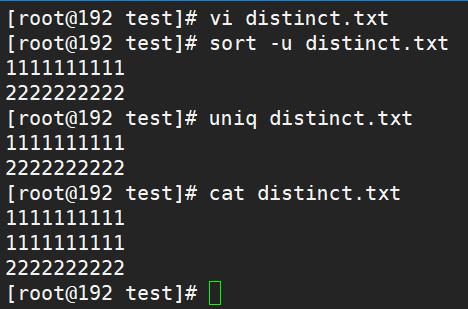 [root@192 test]# vi distinct.txt
[root@192 test]# sort -u distinct.txt
1111111111
2222222222
[root@192 test]# uniq distinct.txt
1111111111
2222222222
[root@192 test]# cat distinct.txt
1111111111
1111111111
2222222222
[root@192 test]#